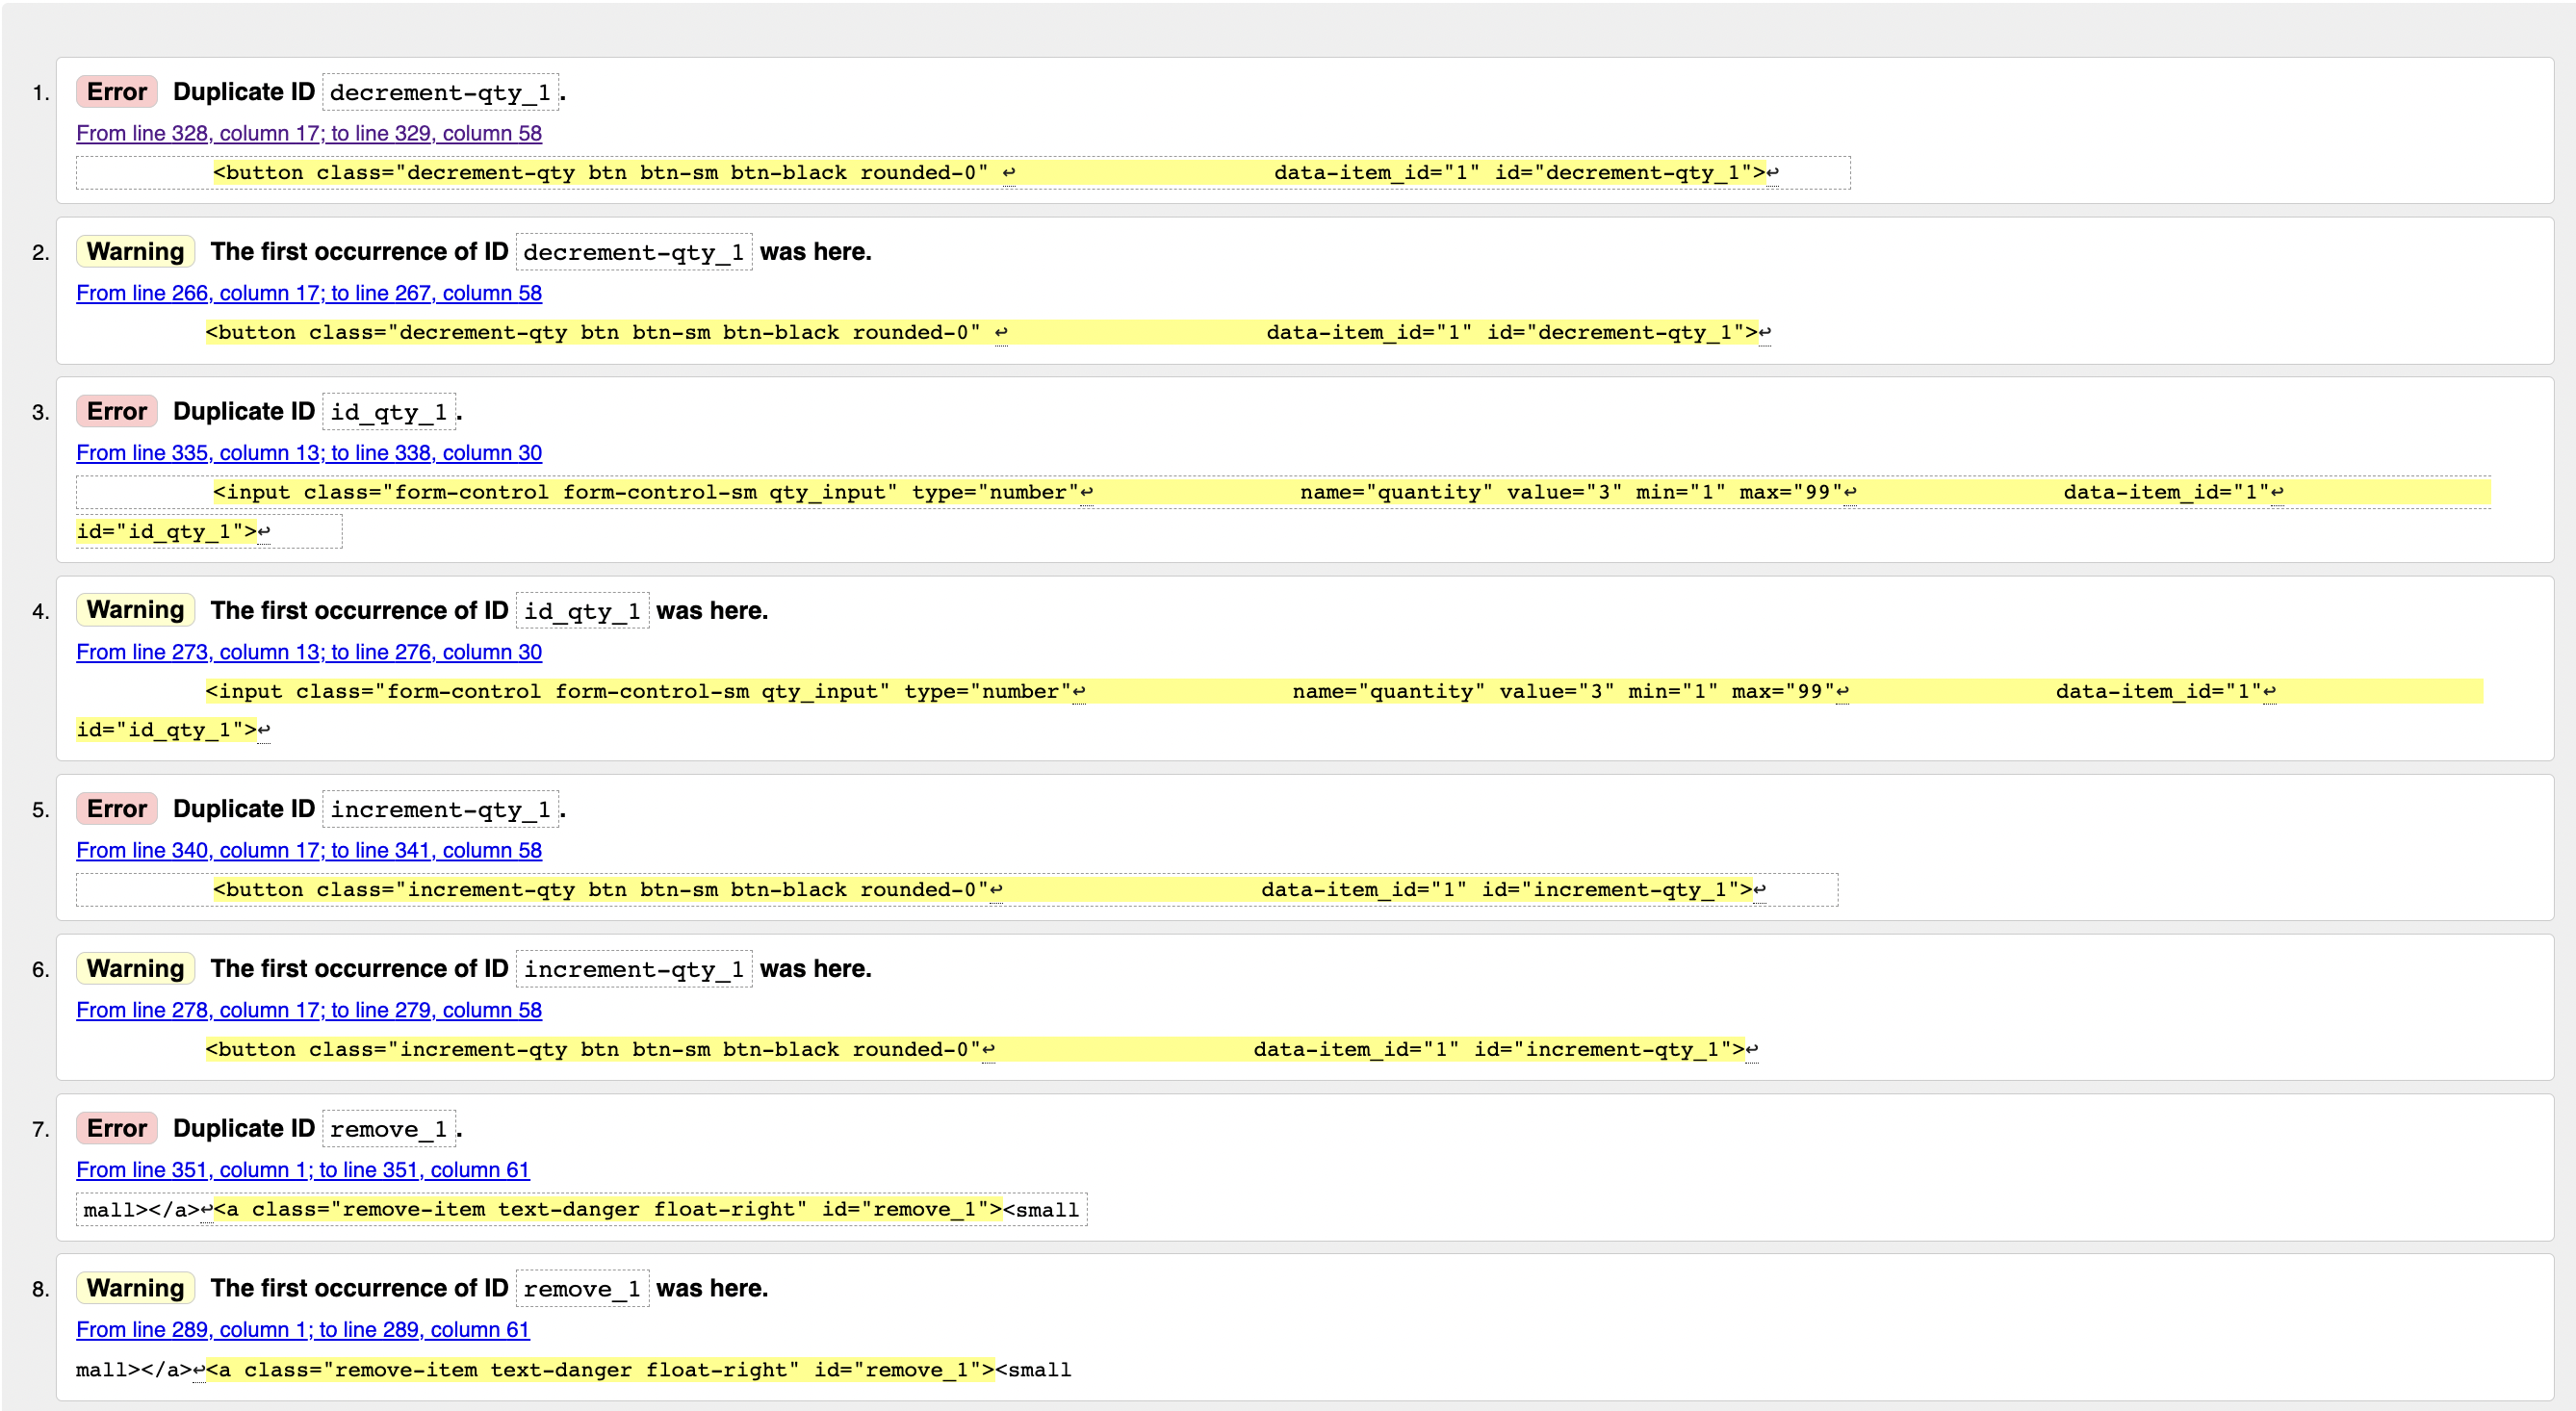 1. Error Duplicate ID decrement-qty_1.
From line 328, column 17; to line 329, column 58
<button class="decrement-qty btn btn-sm btn-black rounded-0" ↩ data-item_id="1" id="decrement-qty_1">↩
2. Warning The first occurrence of ID decrement-qty_1 was here.
From line 266, column 17; to line 267, column 58
<button class="decrement-qty btn btn-sm btn-black rounded-0" ↩ data-item_id="1" id="decrement-qty_1">↩
3. Error Duplicate ID id_qty_1.
From line 335, column 13; to line 338, column 30
<input class="form-control form-control-sm qty_input" type="number"↩ name="quantity" value="3" min="1" max="99"↩ data-item_id="1"↩
id="id_qty_1">↩
4. Warning The first occurrence of ID id_qty_1 was here.
From line 273, column 13; to line 276, column 30
<input class="form-control form-control-sm qty_input" type="number"↩ name="quantity" value="3" min="1" max="99"↩ data-item_id="1"↩
id="id_qty_1">↩
5. Error Duplicate ID increment-qty_1.
From line 340, column 17; to line 341, column 58
<button class="increment-qty btn btn-sm btn-black rounded-0"↩ data-item_id="1" id="increment-qty_1">↩
6. Warning The first occurrence of ID increment-qty_1 was here.
From line 278, column 17; to line 279, column 58
<button class="increment-qty btn btn-sm btn-black rounded-0"↩ data-item_id="1" id="increment-qty_1">↩
7. Error Duplicate ID remove_1.
From line 351, column 1; to line 351, column 61
mall></a>↩<a class="remove-item text-danger float-right" id="remove_1"><small
8. Warning The first occurrence of ID remove_1 was here.
From line 289, column 1; to line 289, column 61
mall></a>↩<a class="remove-item text-danger float-right" id="remove_1"><small